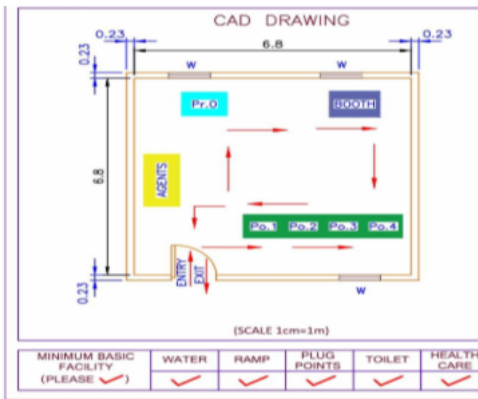 CAD DRAWING
0.23
6.8
0.23
0.23
W
W
Pr.O
BOOTH
6.8
AGENTS
Po.1 Po.2 Po.3 Po.4
ENTRY
EXIT
0.23
W
(SCALE 1cm=1m)
MINIMUM BASIC FACILITY (PLEASE ✓)
WATER
RAMP
PLUG POINTS
TOILET
HEALTH CARE
✓ ✓ ✓ ✓ ✓